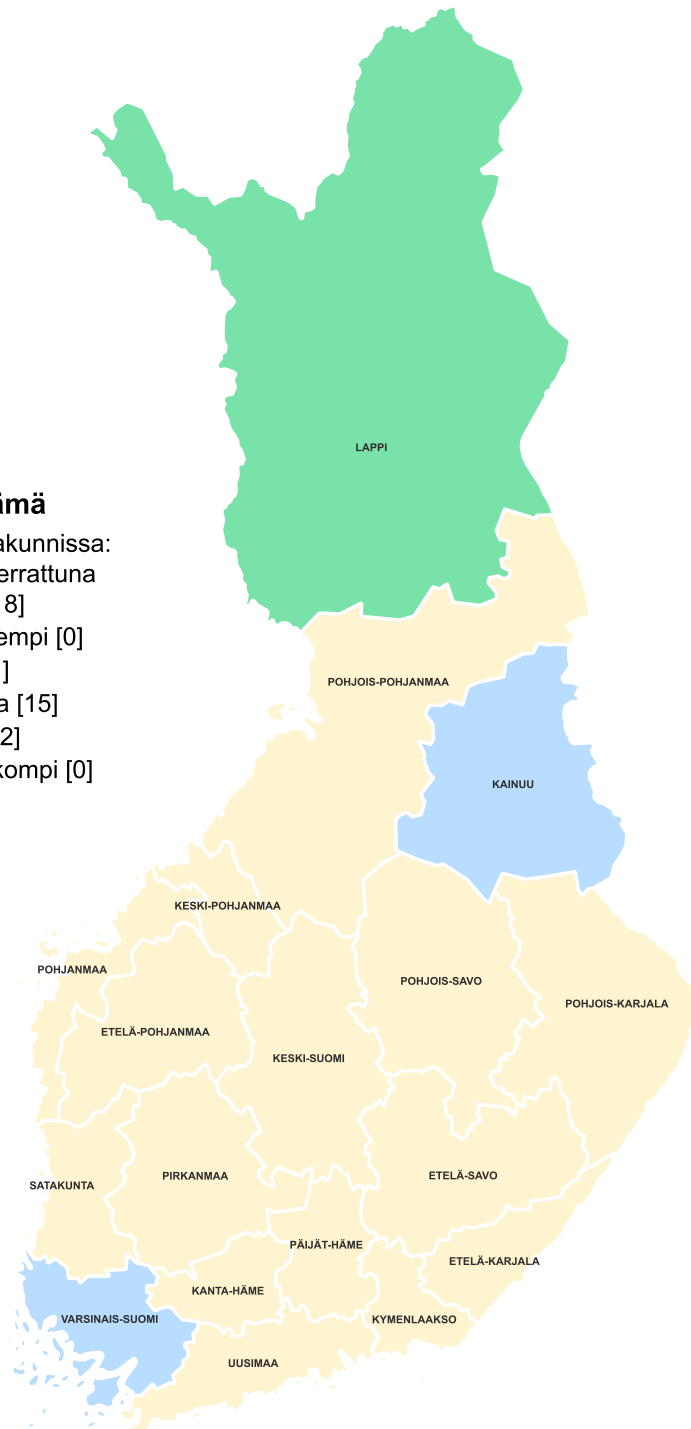 LAPPI
ämä
akunnissa:
errattuna
8]
empi [0]
]
a [15]
2]
kompi [0]
POHJOIS-POHJANMAA
KAINUU
KESKI-POHJANMAA
POHJANMAA
POHJOIS-SAVO
POHJOIS-KARJALA
ETELÄ-POHJANMAA
KESKI-SUOMI
PIRKANMAA
ETELÄ-SAVO
SATAKUNTA
PÄIJÄT-HÄME
ETELÄ-KARJALA
KANTA-HÄME
VARSINAIS-SUOMI
KYMENLAAKSO
UUSIMAA